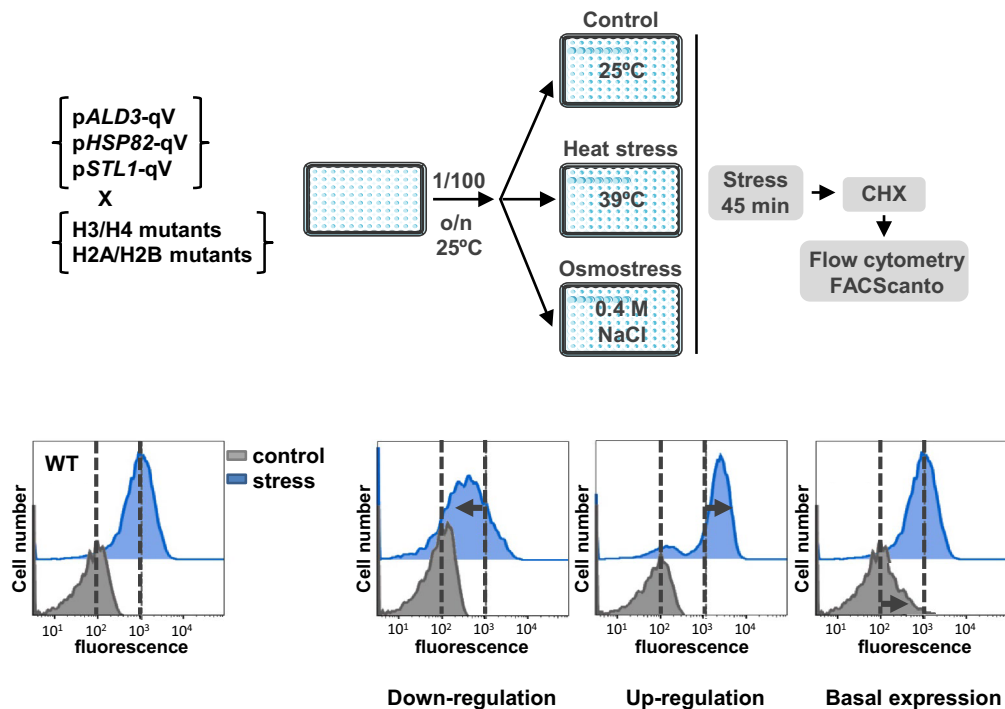 pALD3-qV
pHSP82-qV
pSTL1-qV
X
H3/H4 mutants
H2A/H2B mutants
1/100
o/n
25ºC
Control
25ºC
Heat stress
39ºC
Osmostress
0.4 M
NaCl
Stress
45 min
CHX
Flow cytometry
FACScanto
WT
Cell number
10¹ 10² 10³ 10⁴
fluorescence
control
stress
Cell number
10¹ 10² 10³ 10⁴
fluorescence
Down-regulation
Cell number
10¹ 10² 10³ 10⁴
fluorescence
Up-regulation
Cell number
10¹ 10² 10³ 10⁴
fluorescence
Basal expression